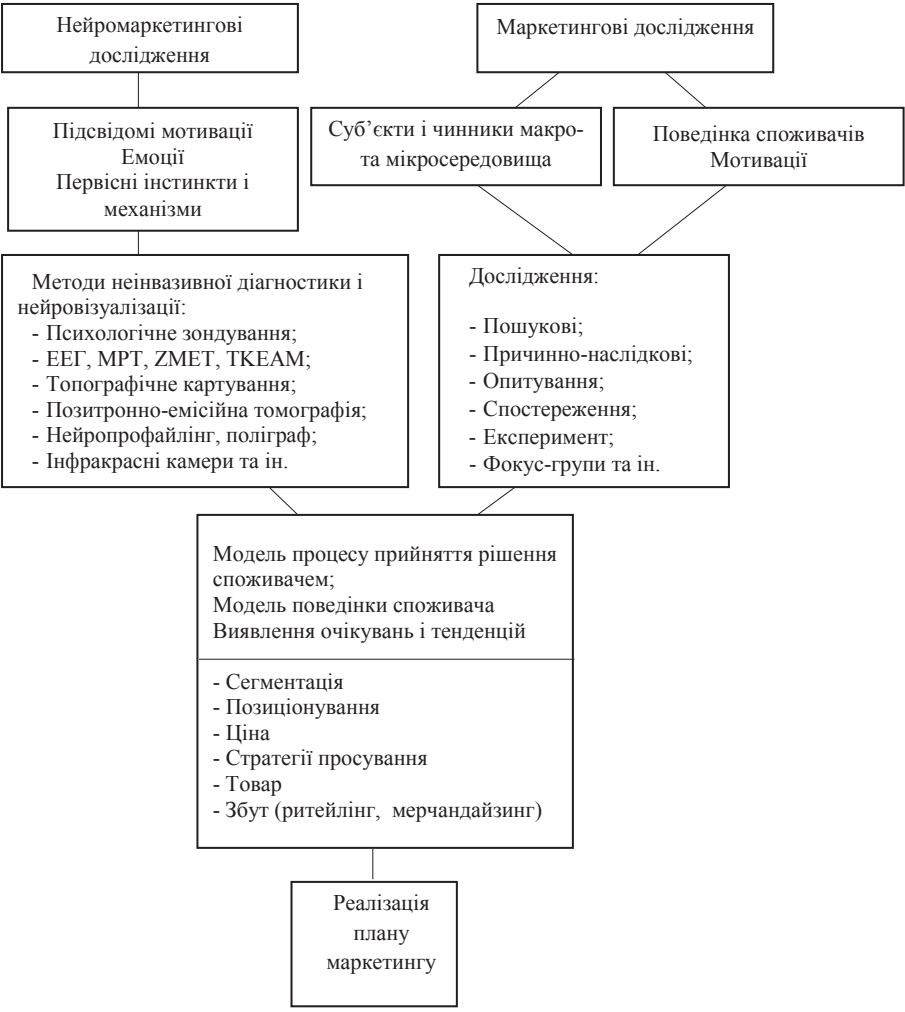 Нейромаркетингові
дослідження
Маркетингові дослідження
Підсвідомі мотивації
Емоції
Первісні інстинкти і
механізми
Суб’єкти і чинники макро-
та мікросередовища
Поведінка споживачів
Мотивації
Методи неінвазивної діагностики і
нейровізуалізації:
- Психологічне зондування;
- ЕЕГ, МРТ, ZMET, TKEAM;
- Топографічне картування;
- Позитронно-емісійна томографія;
- Нейропрофайлінг, поліграф;
- Інфракрасні камери та ін.
Дослідження:
- Пошукові;
- Причинно-наслідкові;
- Опитування;
- Спостереження;
- Експеримент;
- Фокус-групи та ін.
Модель процесу прийняття рішення
споживачем;
Модель поведінки споживача
Виявлення очікувань і тенденцій
- Сегментація
- Позиціонування
- Ціна
- Стратегії просування
- Товар
- Збут (ритейлінг, мерчандайзинг)
Реалізація
плану
маркетингу